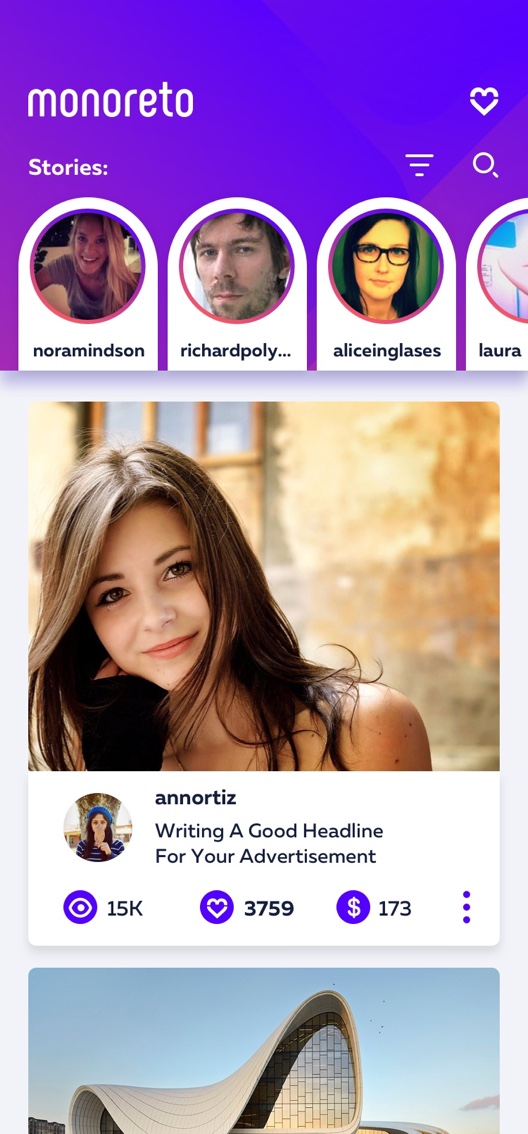 monoreto
Stories:
noramindson
richardpoly...
aliceinglases
laura
annortiz
Writing A Good Headline
For Your Advertisement
15K
3759
$ 173